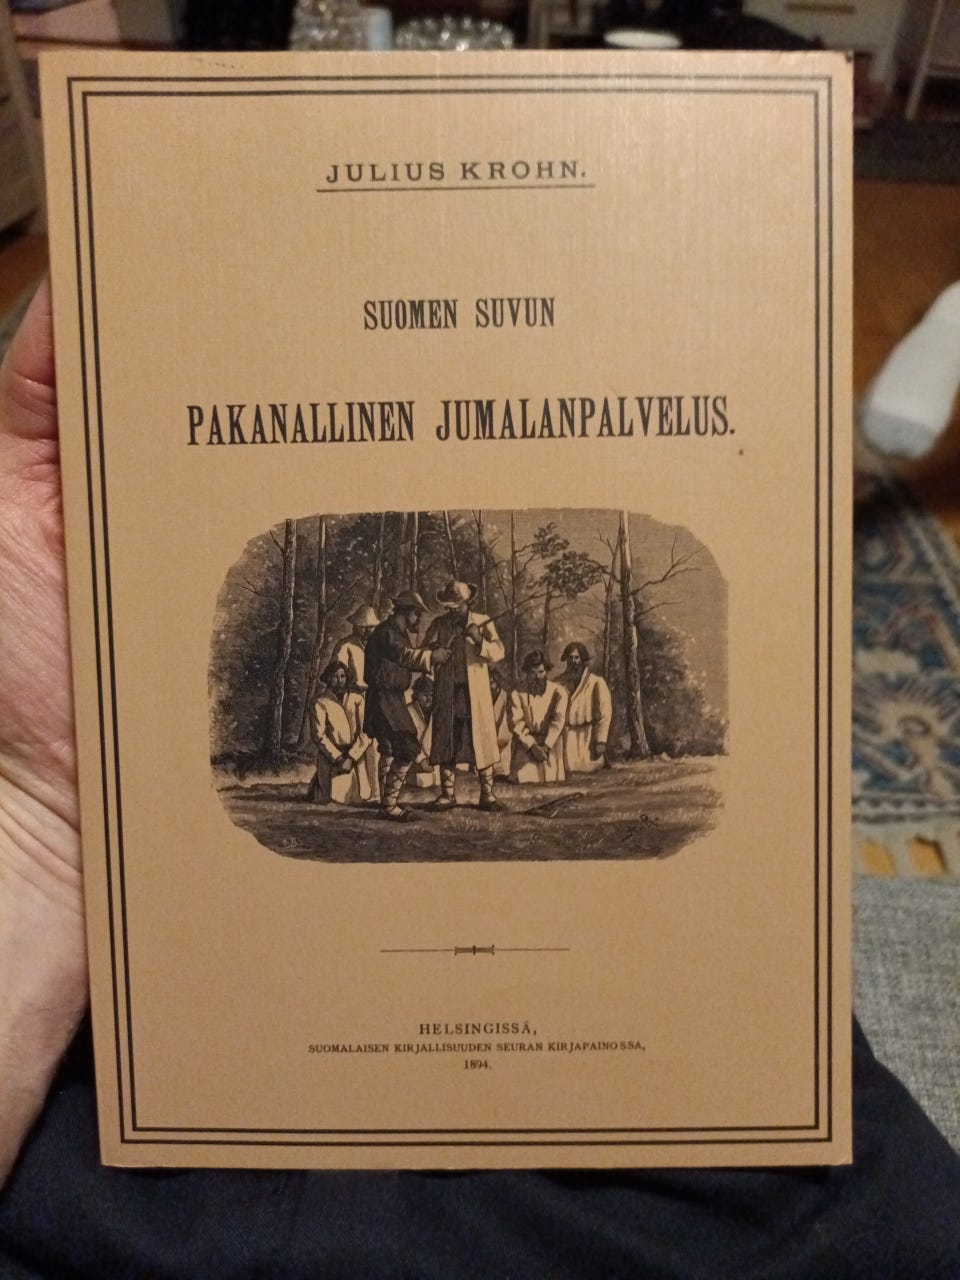 JULIUS KROHN.
SUOMEN SUVUN
PAKANALLINEN JUMALANPALVELUS.
HELSINGISSÄ,
SUOMALAISEN KIRJALLISUUDEN SEURAN KIRJAPAINOSSA,
1894.